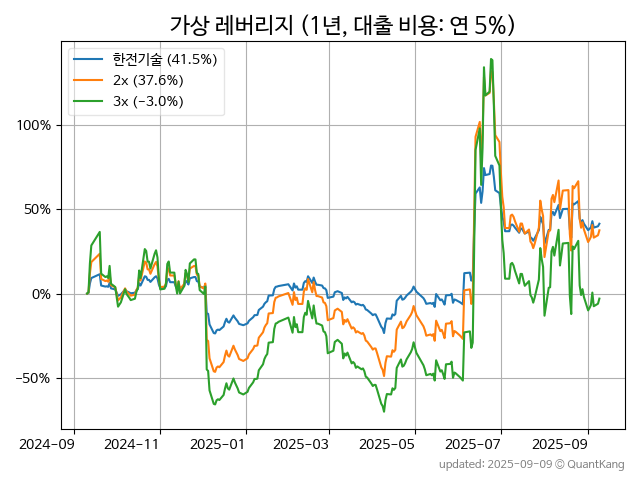 가상 레버리지 (1년, 대출 비용: 연 5%)
한전기술 (41.5%)
2x (37.6%)
3x (-3.0%)
100%
50%
0%
−50%
2024-09
2024-11
2025-01
2025-03
2025-05
2025-07
2025-09
updated: 2025-09-09 ⓒ QuantKang